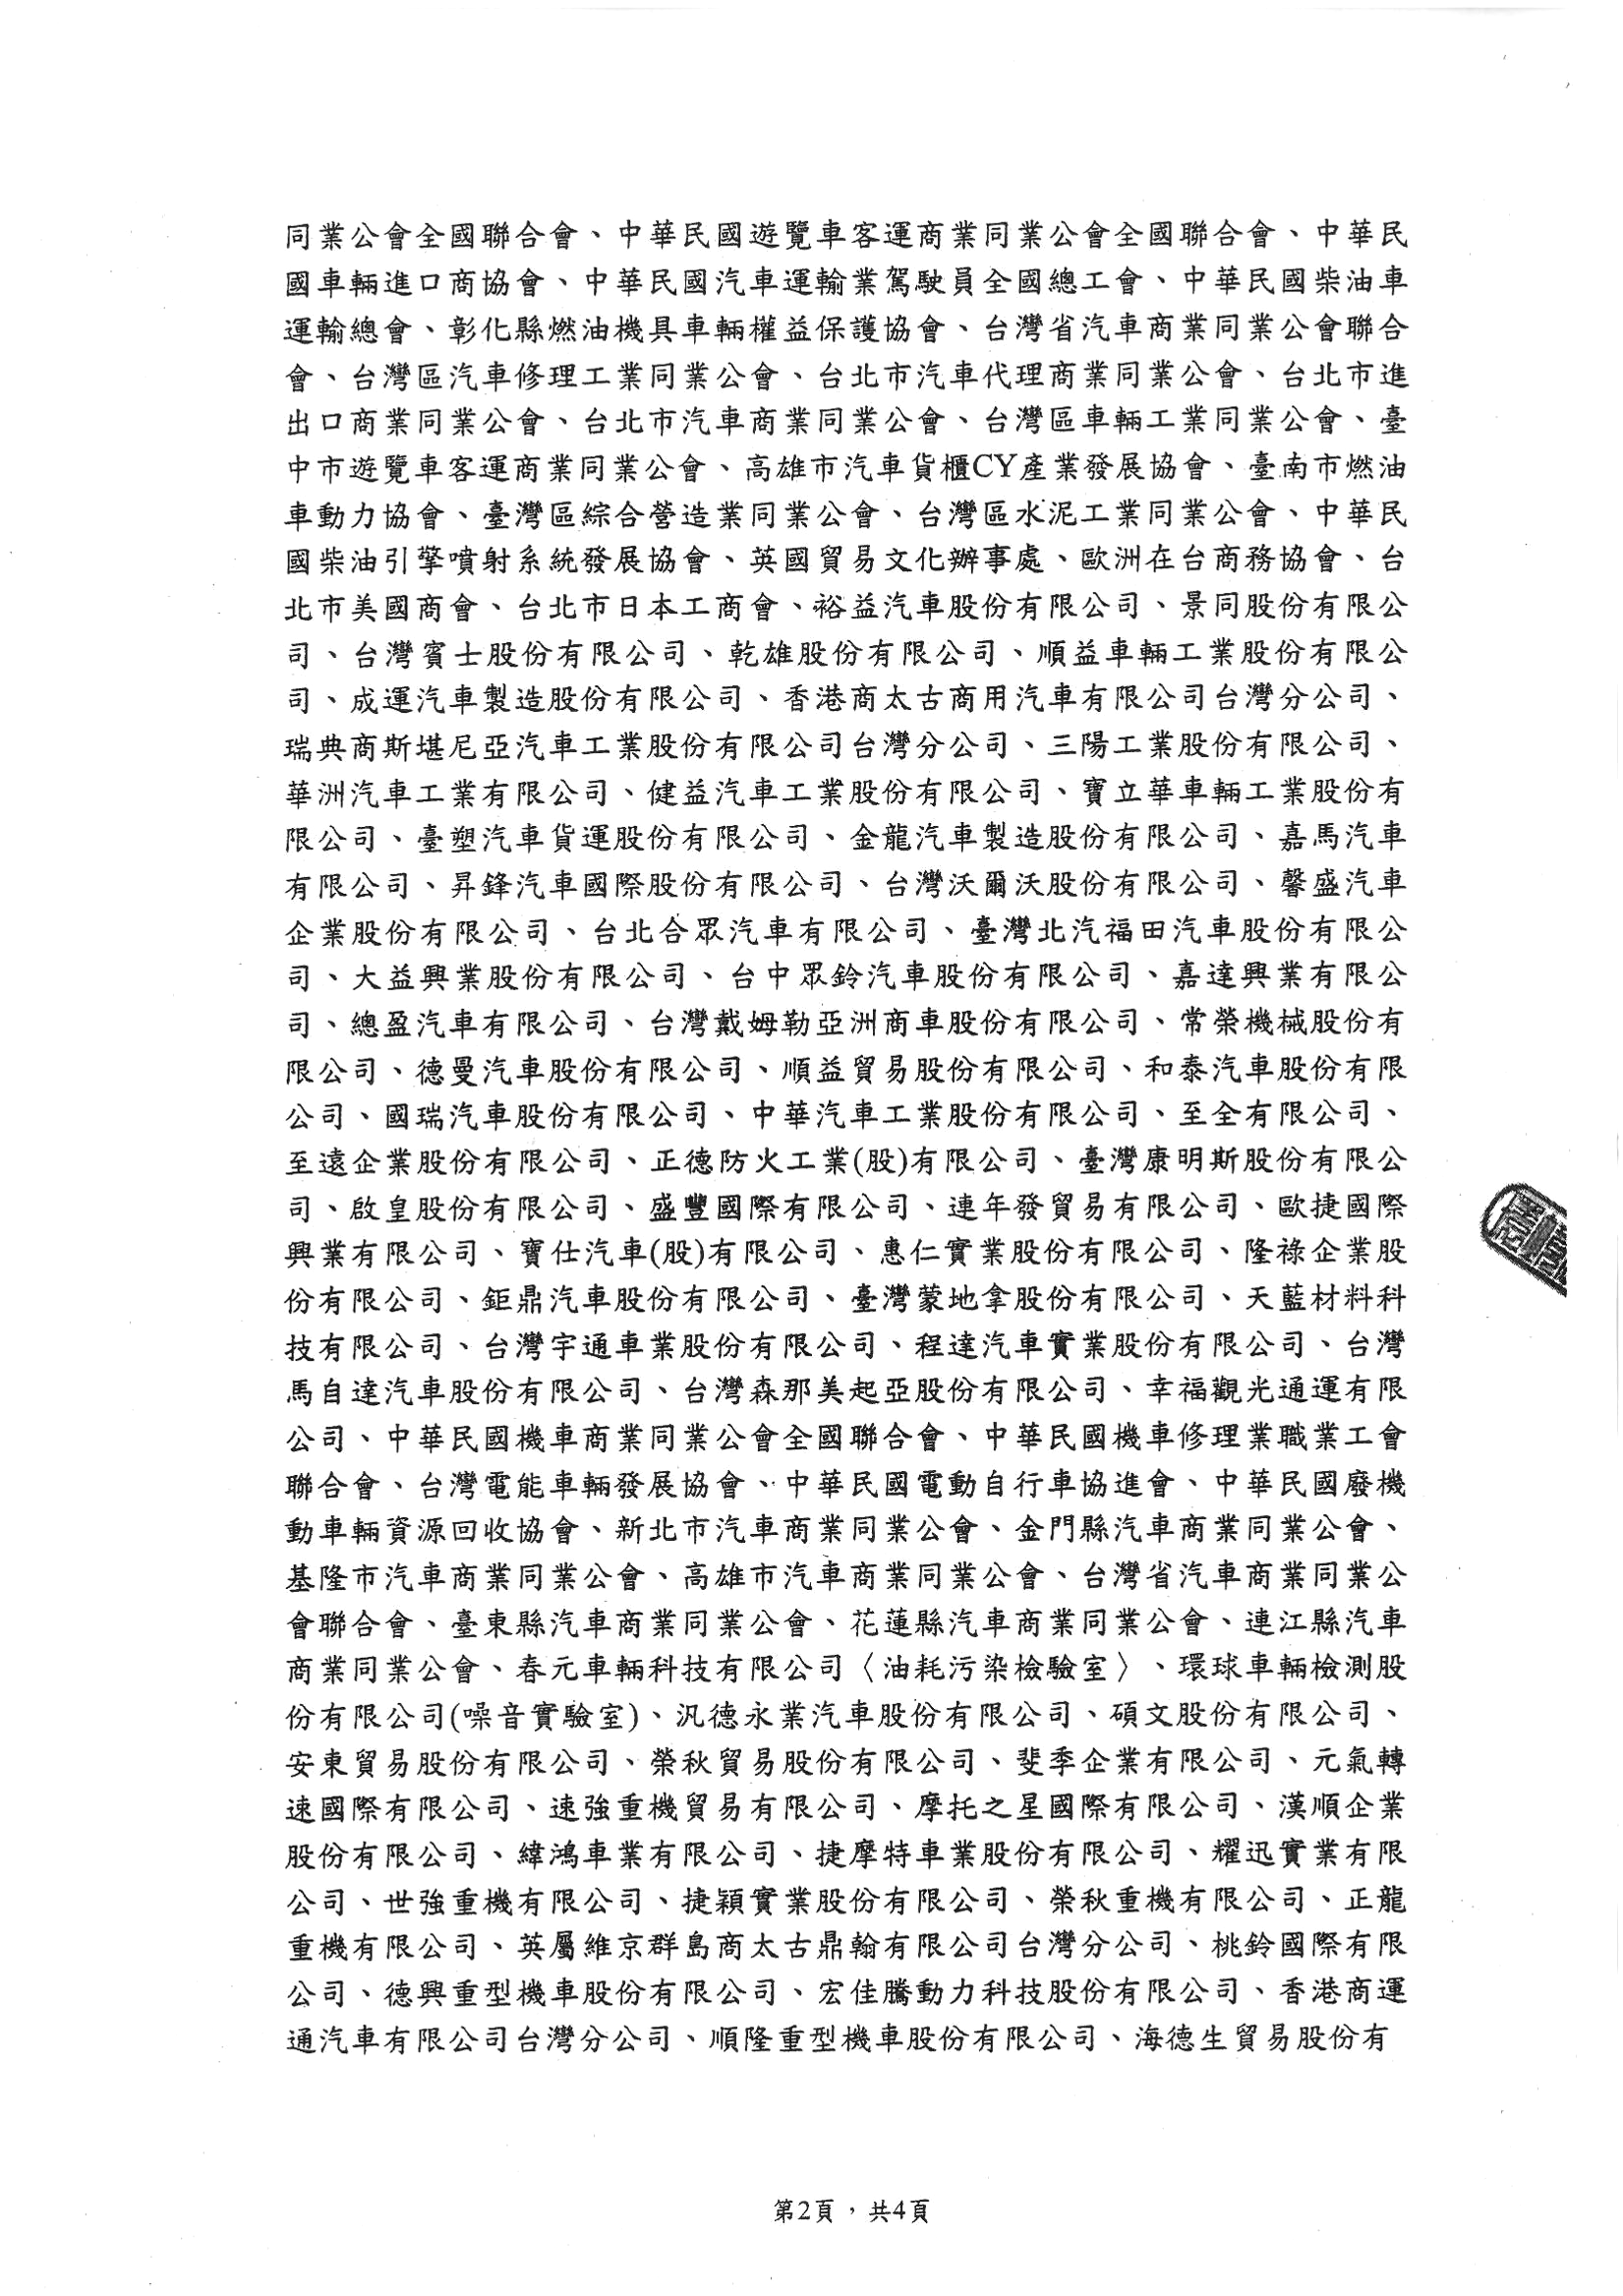 同業公會全國聯合會、中華民國遊覽車客運商業同業公會全國聯合會、中華民
國車輛進口商協會、中華民國汽車運輸業駕駛員全國總工會、中華民國柴油車
運輸總會、彰化縣燃油機具車輛權益保護協會、台灣省汽車商業同業公會聯合
會、台灣區汽車修理工業同業公會、台北市汽車代理商業同業公會、台北市進
出口商業同業公會、台北市汽車商業同業公會、台灣區車輛工業同業公會、臺
中市遊覽車客運商業同業公會、高雄市汽車貨櫃CY產業發展協會、臺南市燃油
車動力協會、臺灣區綜合營造業同業公會、台灣區水泥工業同業公會、中華民
國柴油引擎噴射系統發展協會、英國貿易文化辦事處、歐洲在台商務協會、台
北市美國商會、台北市日本工商會、裕益汽車股份有限公司、景同股份有限公
司、台灣賓士股份有限公司、乾雄股份有限公司、順益車輛工業股份有限公
司、成運汽車製造股份有限公司、香港商太古商用汽車有限公司台灣分公司、
瑞典商斯堪尼亞汽車工業股份有限公司台灣分公司、三陽工業股份有限公司、
華洲汽車工業有限公司、健益汽車工業股份有限公司、寶立華車輛工業股份有
限公司、臺塑汽車貨運股份有限公司、金龍汽車製造股份有限公司、嘉馬汽車
有限公司、昇鋒汽車國際股份有限公司、台灣沃爾沃股份有限公司、馨盛汽車
企業股份有限公司、台北合眾汽車有限公司、臺灣北汽福田汽車股份有限公
司、大益興業股份有限公司、台中眾鈴汽車股份有限公司、嘉達興業有限公
司、總盈汽車有限公司、台灣戴姆勒亞洲商車股份有限公司、常榮機械股份有
限公司、德曼汽車股份有限公司、順益貿易股份有限公司、和泰汽車股份有限
公司、國瑞汽車股份有限公司、中華汽車工業股份有限公司、至全有限公司、
至遠企業股份有限公司、正德防火工業(股)有限公司、臺灣康明斯股份有限公
司、啟皇股份有限公司、盛豐國際有限公司、連年發貿易有限公司、歐捷國際
興業有限公司、寶仕汽車(股)有限公司、惠仁實業股份有限公司、隆祿企業股
份有限公司、鉅鼎汽車股份有限公司、臺灣蒙地拿股份有限公司、天藍材料科
技有限公司、台灣宇通車業股份有限公司、程達汽車實業股份有限公司、台灣
馬自達汽車股份有限公司、台灣森那美起亞股份有限公司、幸福觀光通運有限
公司、中華民國機車商業同業公會全國聯合會、中華民國機車修理業職業工會
聯合會、台灣電能車輛發展協會、中華民國電動自行車協進會、中華民國廢機
動車輛資源回收協會、新北市汽車商業同業公會、金門縣汽車商業同業公會、
基隆市汽車商業同業公會、高雄市汽車商業同業公會、台灣省汽車商業同業公
會聯合會、臺東縣汽車商業同業公會、花蓮縣汽車商業同業公會、連江縣汽車
商業同業公會、春元車輛科技有限公司〈油耗污染檢驗室〉、環球車輛檢測股
份有限公司(噪音實驗室)、汎德永業汽車股份有限公司、碩文股份有限公司、
安東貿易股份有限公司、榮秋貿易股份有限公司、斐季企業有限公司、元氣轉
速國際有限公司、速強重機貿易有限公司、摩托之星國際有限公司、漢順企業
股份有限公司、緯鴻車業有限公司、捷摩特車業股份有限公司、耀迅實業有限
公司、世強重機有限公司、捷穎實業股份有限公司、榮秋重機有限公司、正龍
重機有限公司、英屬維京群島商太古鼎翰有限公司台灣分公司、桃鈴國際有限
公司、德興重型機車股份有限公司、宏佳騰動力科技股份有限公司、香港商運
通汽車有限公司台灣分公司、順隆重型機車股份有限公司、海德生貿易股份有
第2頁，共4頁